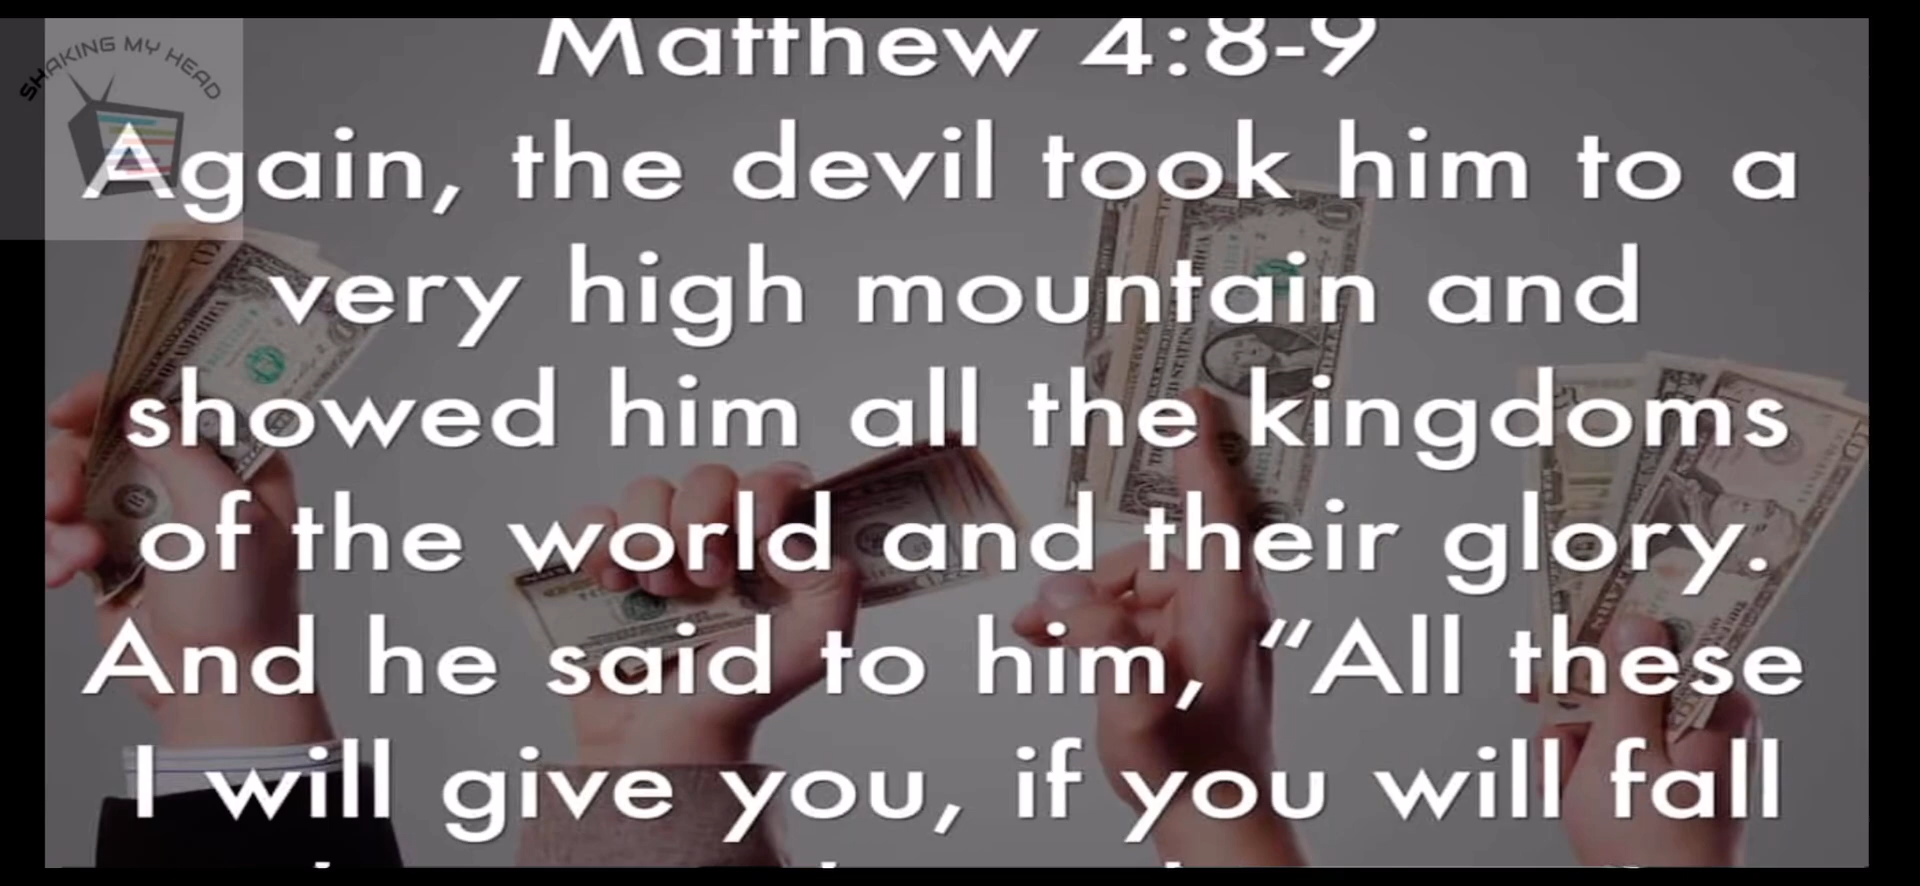 SHAKING MY HEAD
Matthew 4:8-9
Again, the devil took him to a
very high mountain and
showed him all the kingdoms
of the world and their glory.
And he said to him, “All these
I will give you, if you will fall